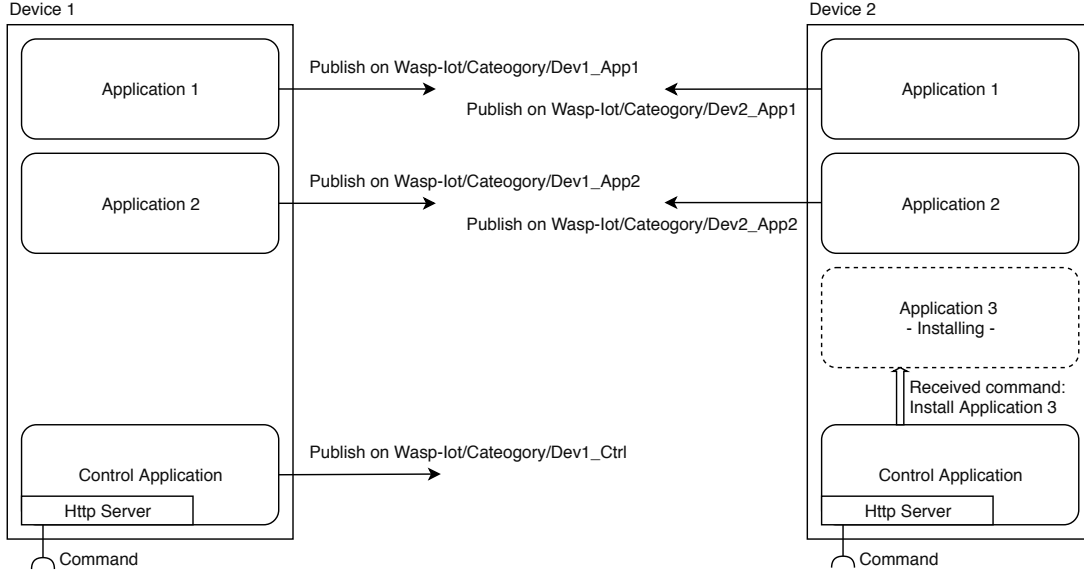 Device 1
Device 2
Application 1
Publish on Wasp-Iot/Cateogory/Dev1_App1
Publish on Wasp-Iot/Cateogory/Dev2_App1
Application 1
Application 2
Publish on Wasp-Iot/Cateogory/Dev1_App2
Publish on Wasp-Iot/Cateogory/Dev2_App2
Application 2
Application 3
- Installing -
Received command:
Install Application 3
Control Application
Http Server
Publish on Wasp-Iot/Cateogory/Dev1_Ctrl
Control Application
Http Server
Command
Command